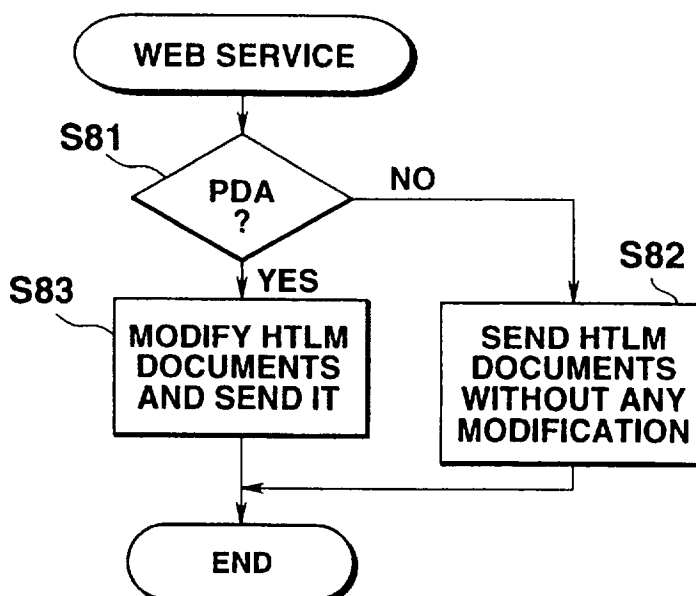 WEB SERVICE
S81
PDA
?
NO
YES
S83
MODIFY HTLM
DOCUMENTS
AND SEND IT
S82
SEND HTLM
DOCUMENTS
WITHOUT ANY
MODIFICATION
END